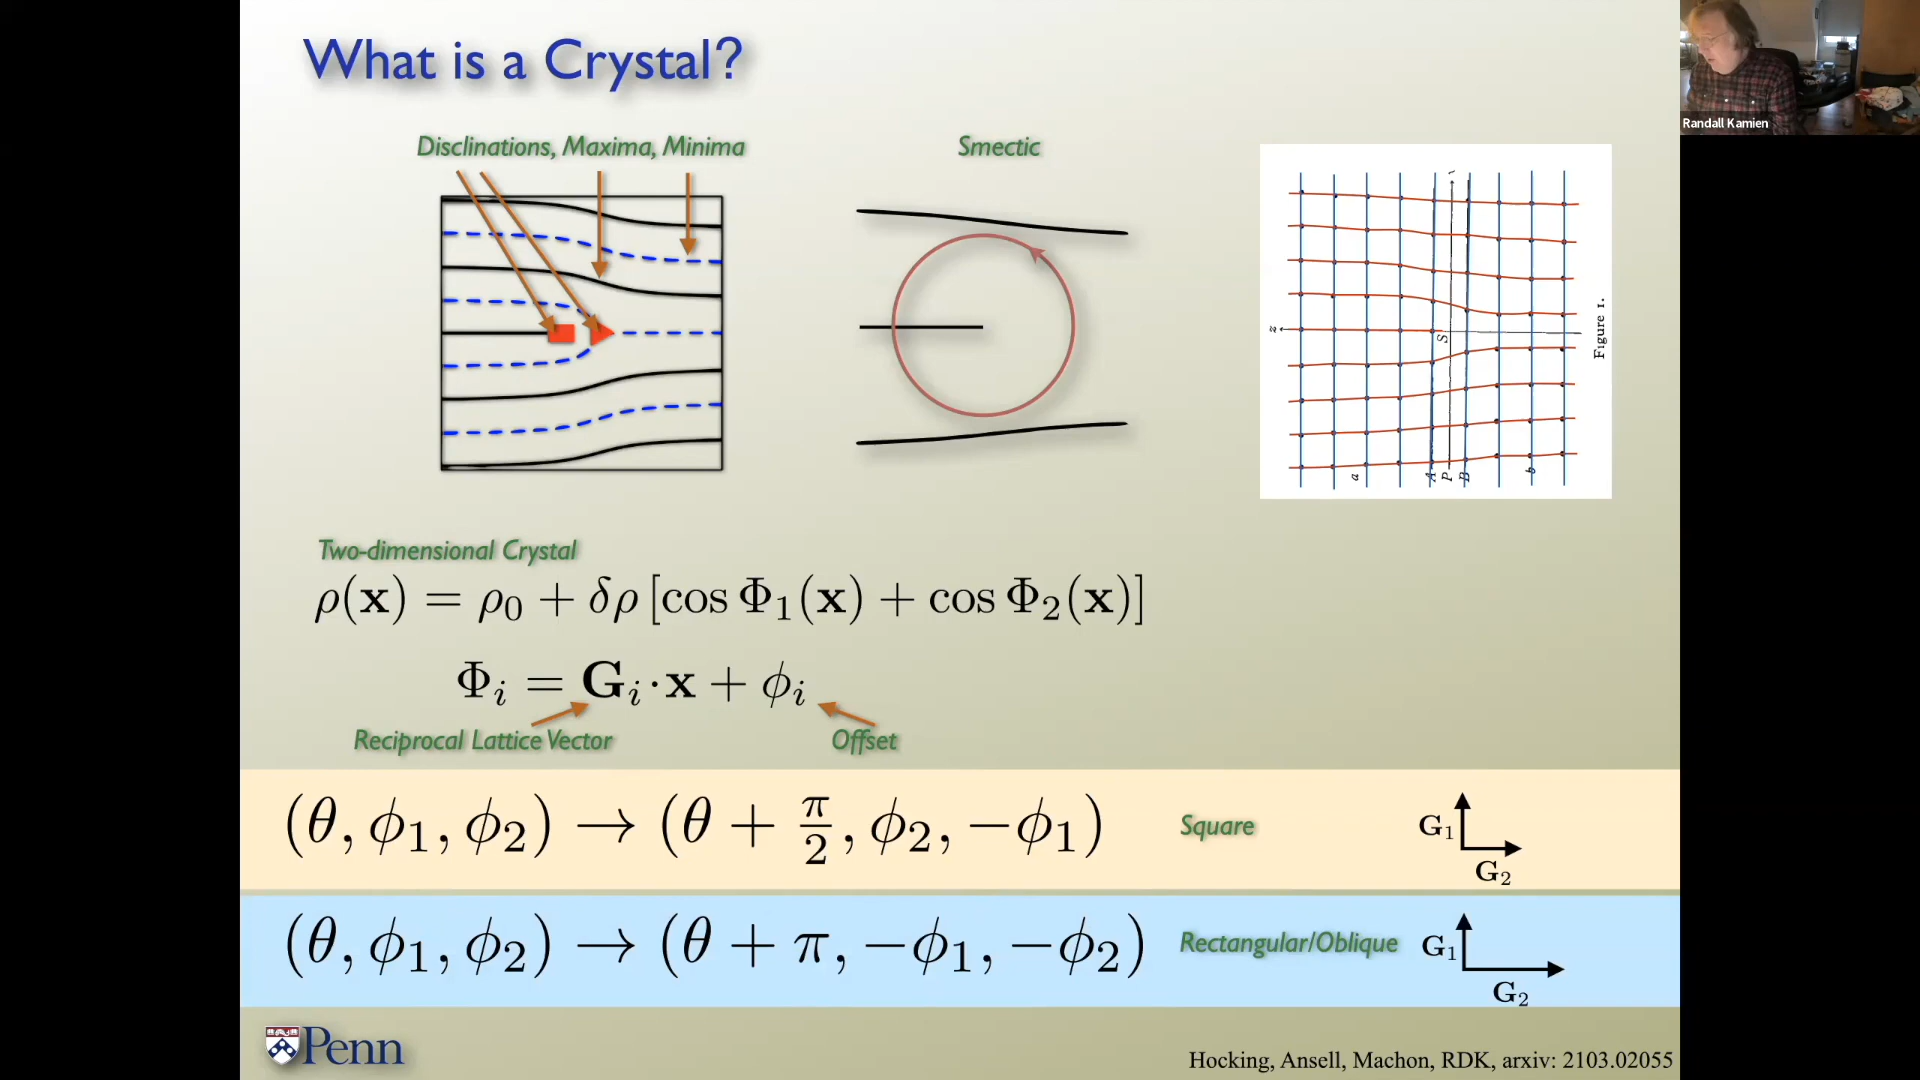 What is a Crystal?
Randall Kamien
Disclinations, Maxima, Minima
Smectic
z
S
a
A
P
B
b
Figure 1.
Two-dimensional Crystal
ρ(x) = ρ₀ + δρ [cos Φ₁(x) + cos Φ₂(x)]
Φᵢ = Gᵢ·x + ϕᵢ
Reciprocal Lattice Vector
Offset
(θ, ϕ₁, ϕ₂) → (θ + π/2, ϕ₂, −ϕ₁)
Square
G₁
G₂
(θ, ϕ₁, ϕ₂) → (θ + π, −ϕ₁, −ϕ₂)
Rectangular/Oblique
G₁
G₂
Penn
Hocking, Ansell, Machon, RDK, arxiv: 2103.02055